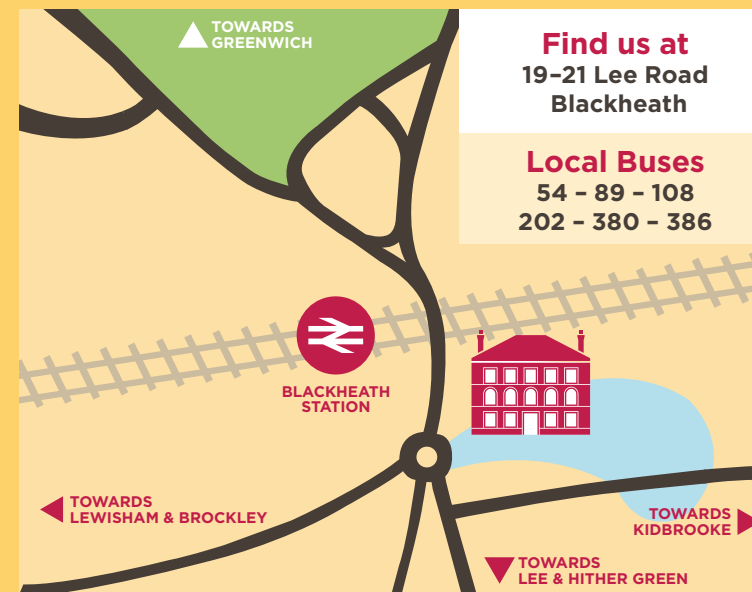 TOWARDS
GREENWICH
Find us at
19–21 Lee Road
Blackheath
Local Buses
54 – 89 – 108
202 – 380 – 386
BLACKHEATH
STATION
TOWARDS
LEWISHAM & BROCKLEY
TOWARDS
KIDBROOKE
TOWARDS
LEE & HITHER GREEN